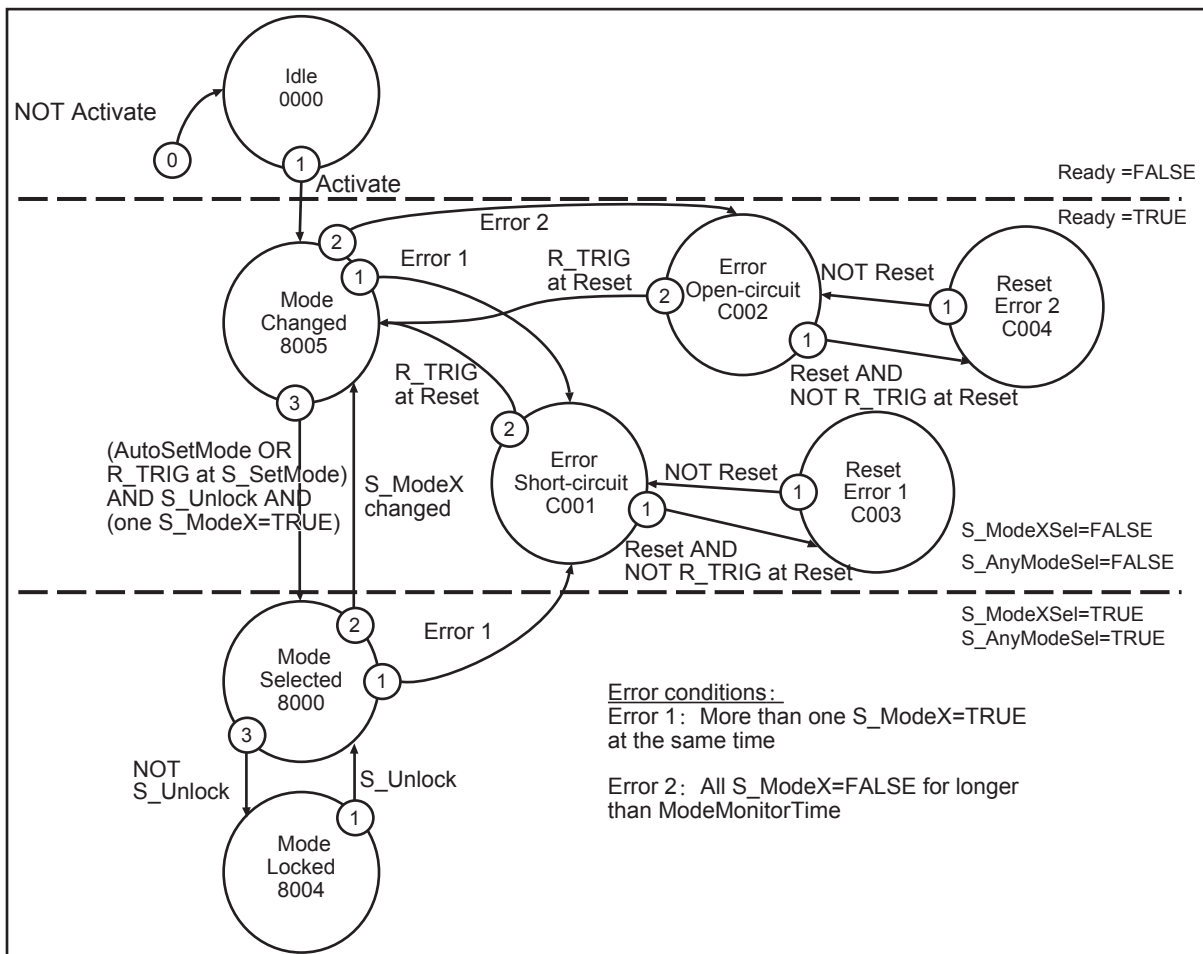 Idle
0000
NOT Activate
0
1
Activate
Ready =FALSE
Ready =TRUE
2
Error 2
1
Error 1
Mode
Changed
8005
3
R_TRIG
at Reset
2
Error
Open-circuit
C002
1
NOT Reset
1
Reset
Error 2
C004
Reset AND
NOT R_TRIG at Reset
R_TRIG
at Reset
2
Error
Short-circuit
C001
1
NOT Reset
1
Reset
Error 1
C003
Reset AND
NOT R_TRIG at Reset
(AutoSetMode OR
R_TRIG at S_SetMode)
AND S_Unlock AND
(one S_ModeX=TRUE)
S_ModeX
changed
S_ModeXSel=FALSE
S_AnyModeSel=FALSE
S_ModeXSel=TRUE
S_AnyModeSel=TRUE
2
Error 1
1
Mode
Selected
8000
3
NOT
S_Unlock
S_Unlock
1
Mode
Locked
8004
Error conditions:
Error 1: More than one S_ModeX=TRUE
at the same time
Error 2: All S_ModeX=FALSE for longer
than ModeMonitorTime